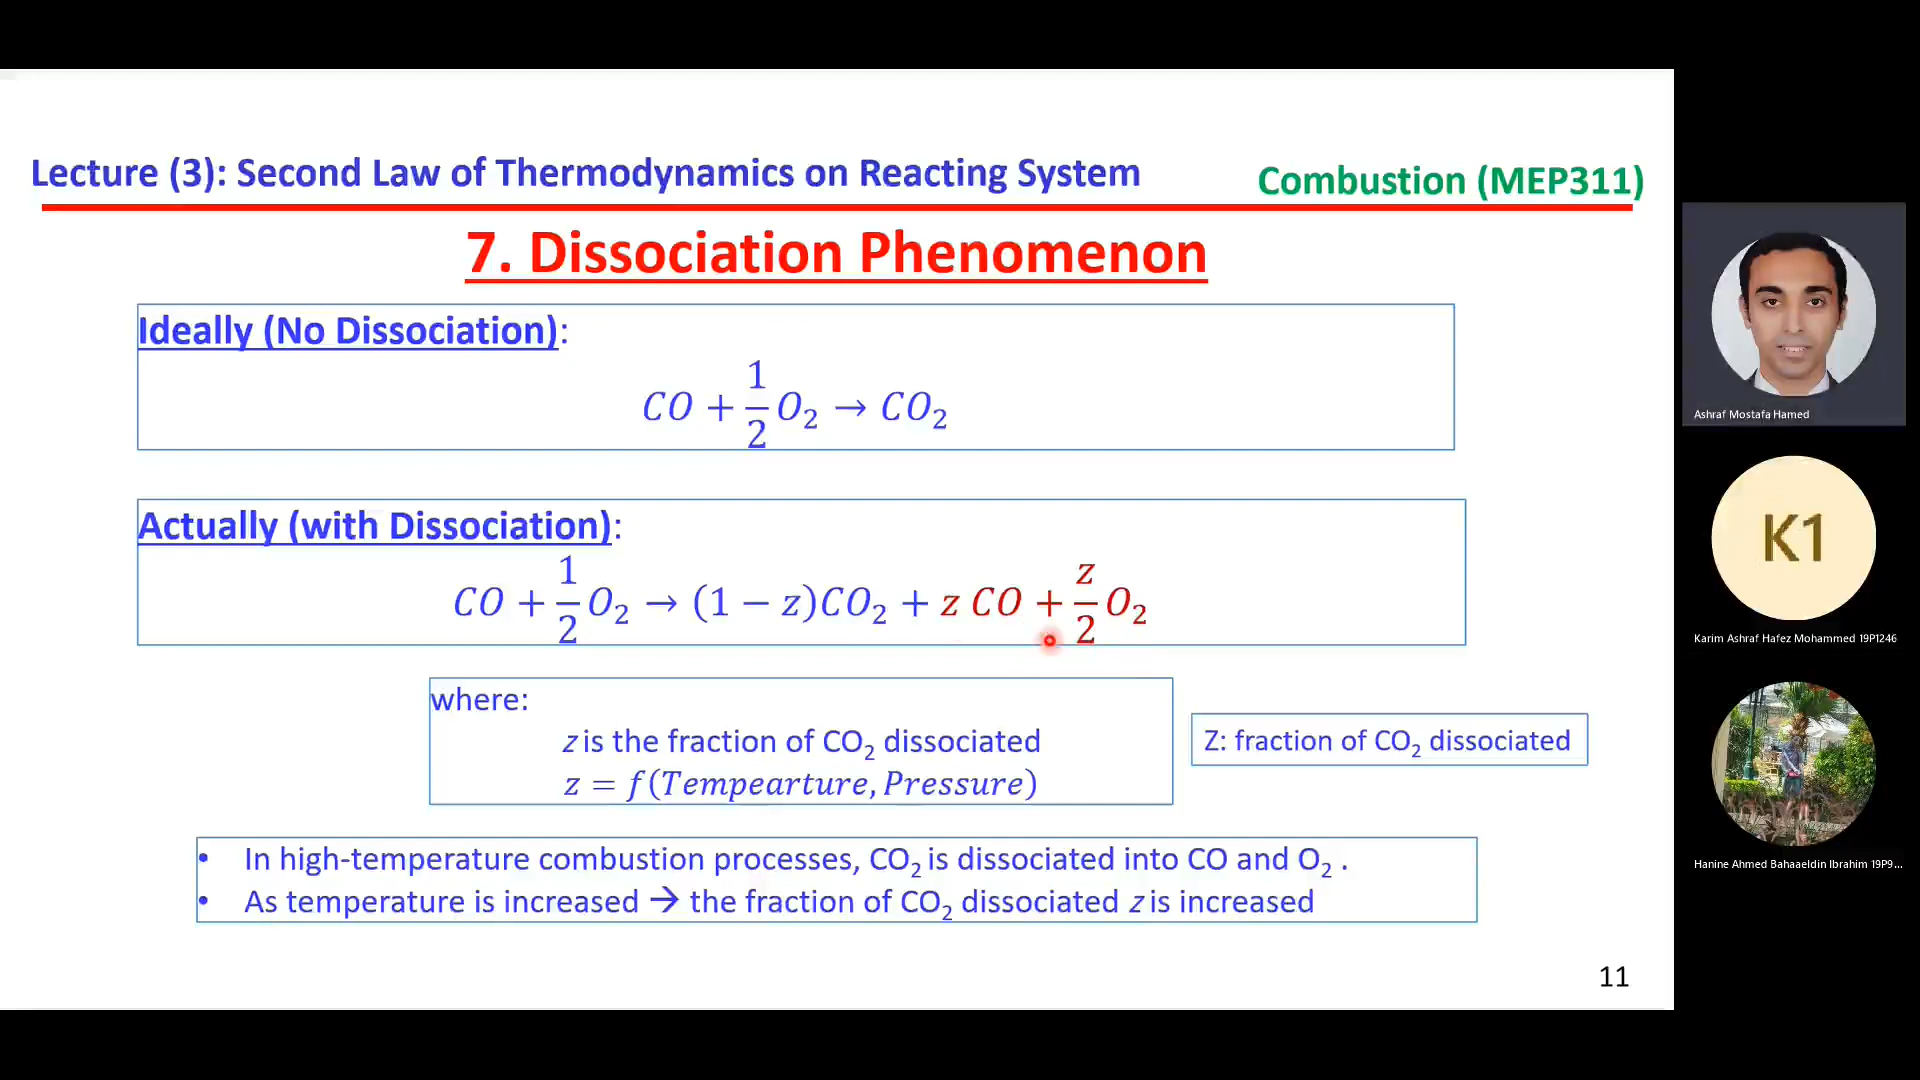 Lecture (3): Second Law of Thermodynamics on Reacting System
Combustion (MEP311)
7. Dissociation Phenomenon
Ideally (No Dissociation):
CO + 1/2 O₂ → CO₂
Actually (with Dissociation):
CO + 1/2 O₂ → (1 − z)CO₂ + z CO + z/2 O₂
where:
z is the fraction of CO₂ dissociated
z = f(Tempearture, Pressure)
Z: fraction of CO₂ dissociated
• In high-temperature combustion processes, CO₂ is dissociated into CO and O₂ .
• As temperature is increased → the fraction of CO₂ dissociated z is increased
11
Ashraf Mostafa Hamed
K1
Karim Ashraf Hafez Mohammed 19P1246
Hanine Ahmed Bahaaeldin Ibrahim 19P9...